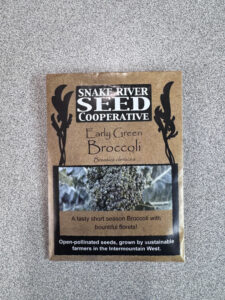 SNAKE RIVER
SEED
COOPERATIVE
Early Green
Broccoli
Brassica oleracea
A tasty short season Broccoli with
bountiful florets!
Open-pollinated seeds, grown by sustainable
farmers in the Intermountain West.